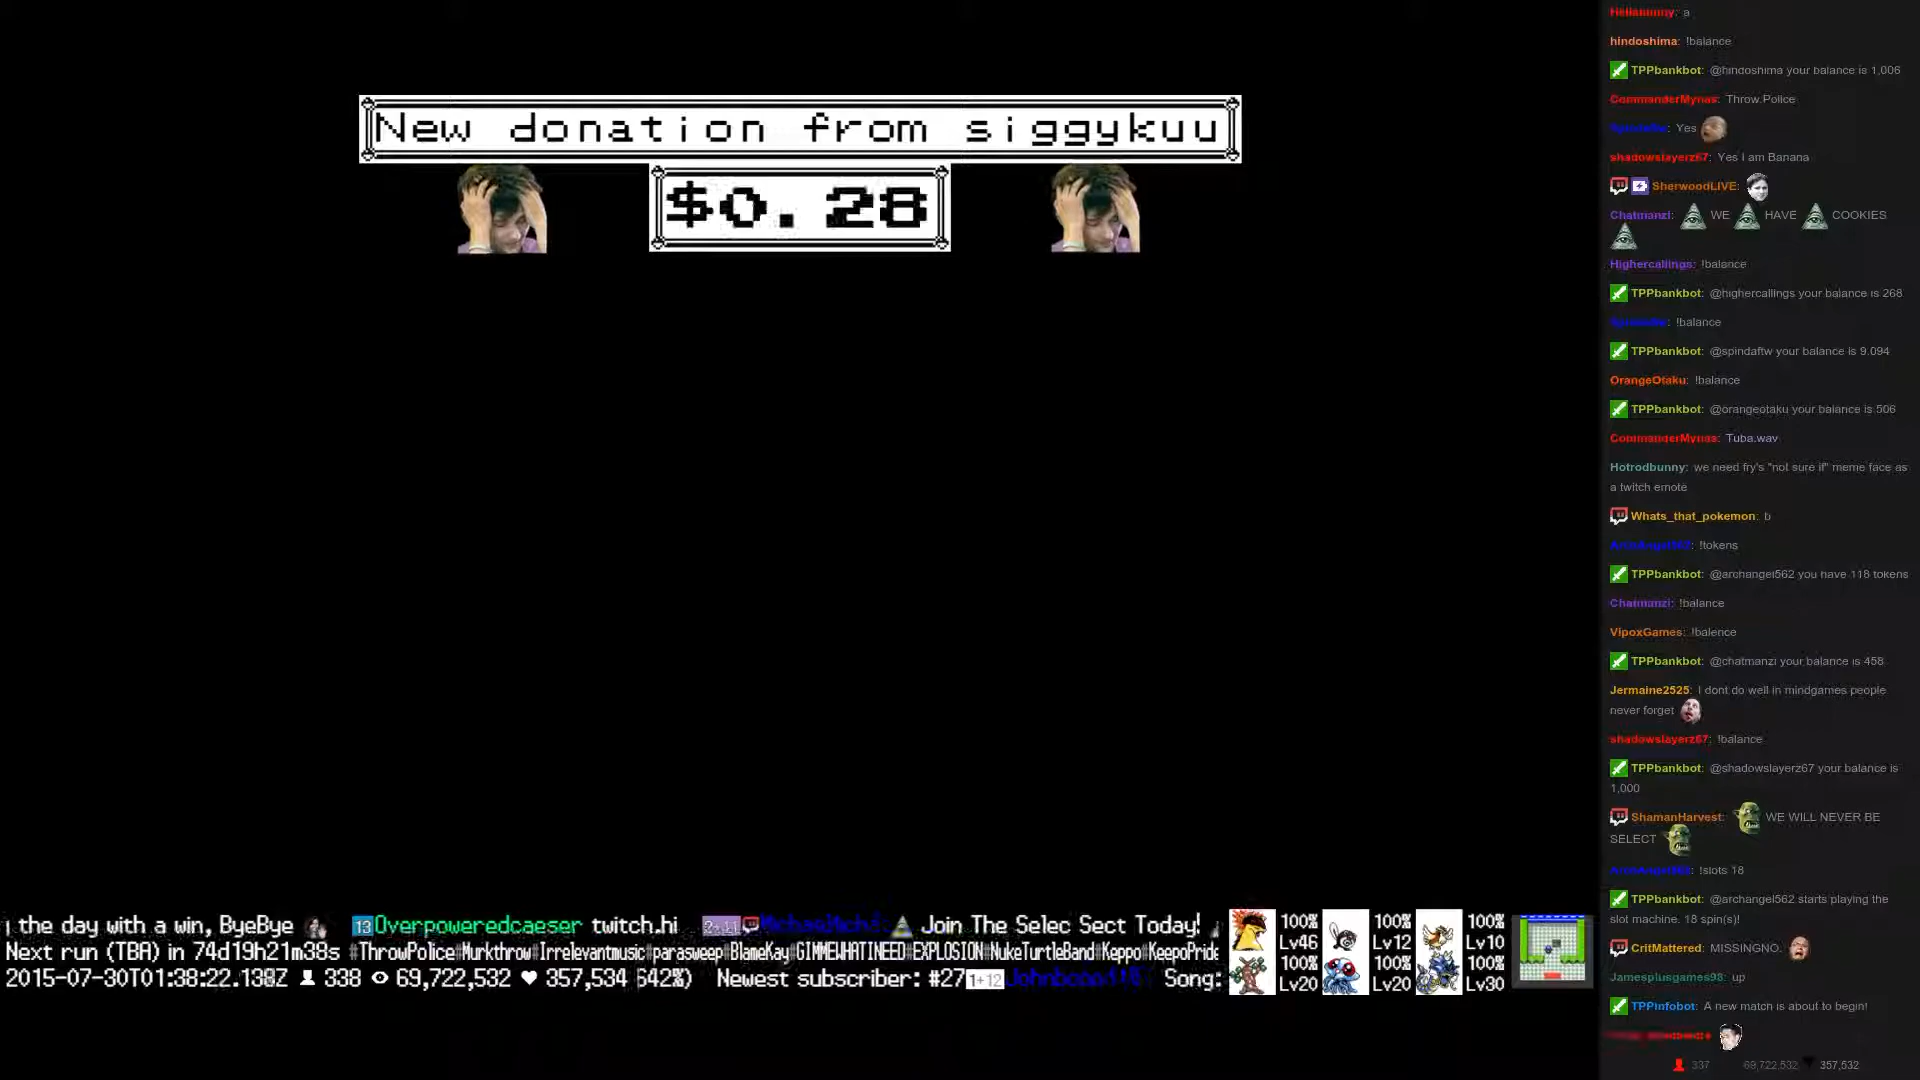 New donation from siggykuu
$0.28
Hellabunny: a
hindoshima: !balance
TPPbankbot: @hindoshima your balance is 1,006
CommanderMynas: Throw.Police
Yes
shadowslayerz67: Yes I am Banana
SherwoodLIVE:
Chatmanzi: WE HAVE COOKIES
Highercallings: !balance
TPPbankbot: @highercallings your balance is 268
!balance
TPPbankbot: @spindaftw your balance is 9.094
OrangeOtaku: !balance
TPPbankbot: @orangeotaku your balance is 506
CommanderMynas: Tuba.wav
Hotrodbunny: we need fry's "not sure if" meme face as
a twitch emote
Whats_that_pokemon: b
!tokens
TPPbankbot: @archangel562 you have 118 tokens
Chatmanzi: !balance
VipoxGames: !balence
TPPbankbot: @chatmanzi your balance is 458
Jermaine2525: I dont do well in mindgames people
never forget
shadowslayerz67: !balance
TPPbankbot: @shadowslayerz67 your balance is
1,000
ShamanHarvest: WE WILL NEVER BE
SELECT
!slots 18
TPPbankbot: @archangel562 starts playing the
slot machine. 18 spin(s)!
CritMattered: MISSINGNO.
Jamesplusgames98: up
TPPinfobot: A new match is about to begin!
337 69,722,532 357,532
the day with a win, ByeBye 13 Overpoweredcaeser twitch.hi Join The Selec Sect Today!
Next run (TBA) in 74d19h21m38s #ThrowPolice#Murkthrow#Irrelevantmusic#parasweep#BlameKay#GIMMEWHATINEED#EXPLOSION#NukeTurtleBand#Keppo#KeepoPride
2015-07-30T01:38:22.138Z 338 69,722,532 357,534 (542%) Newest subscriber: #27 1+12 Song:
100% 100% 100%
Lv46 Lv12 Lv10
100% 100% 100%
Lv20 Lv20 Lv30